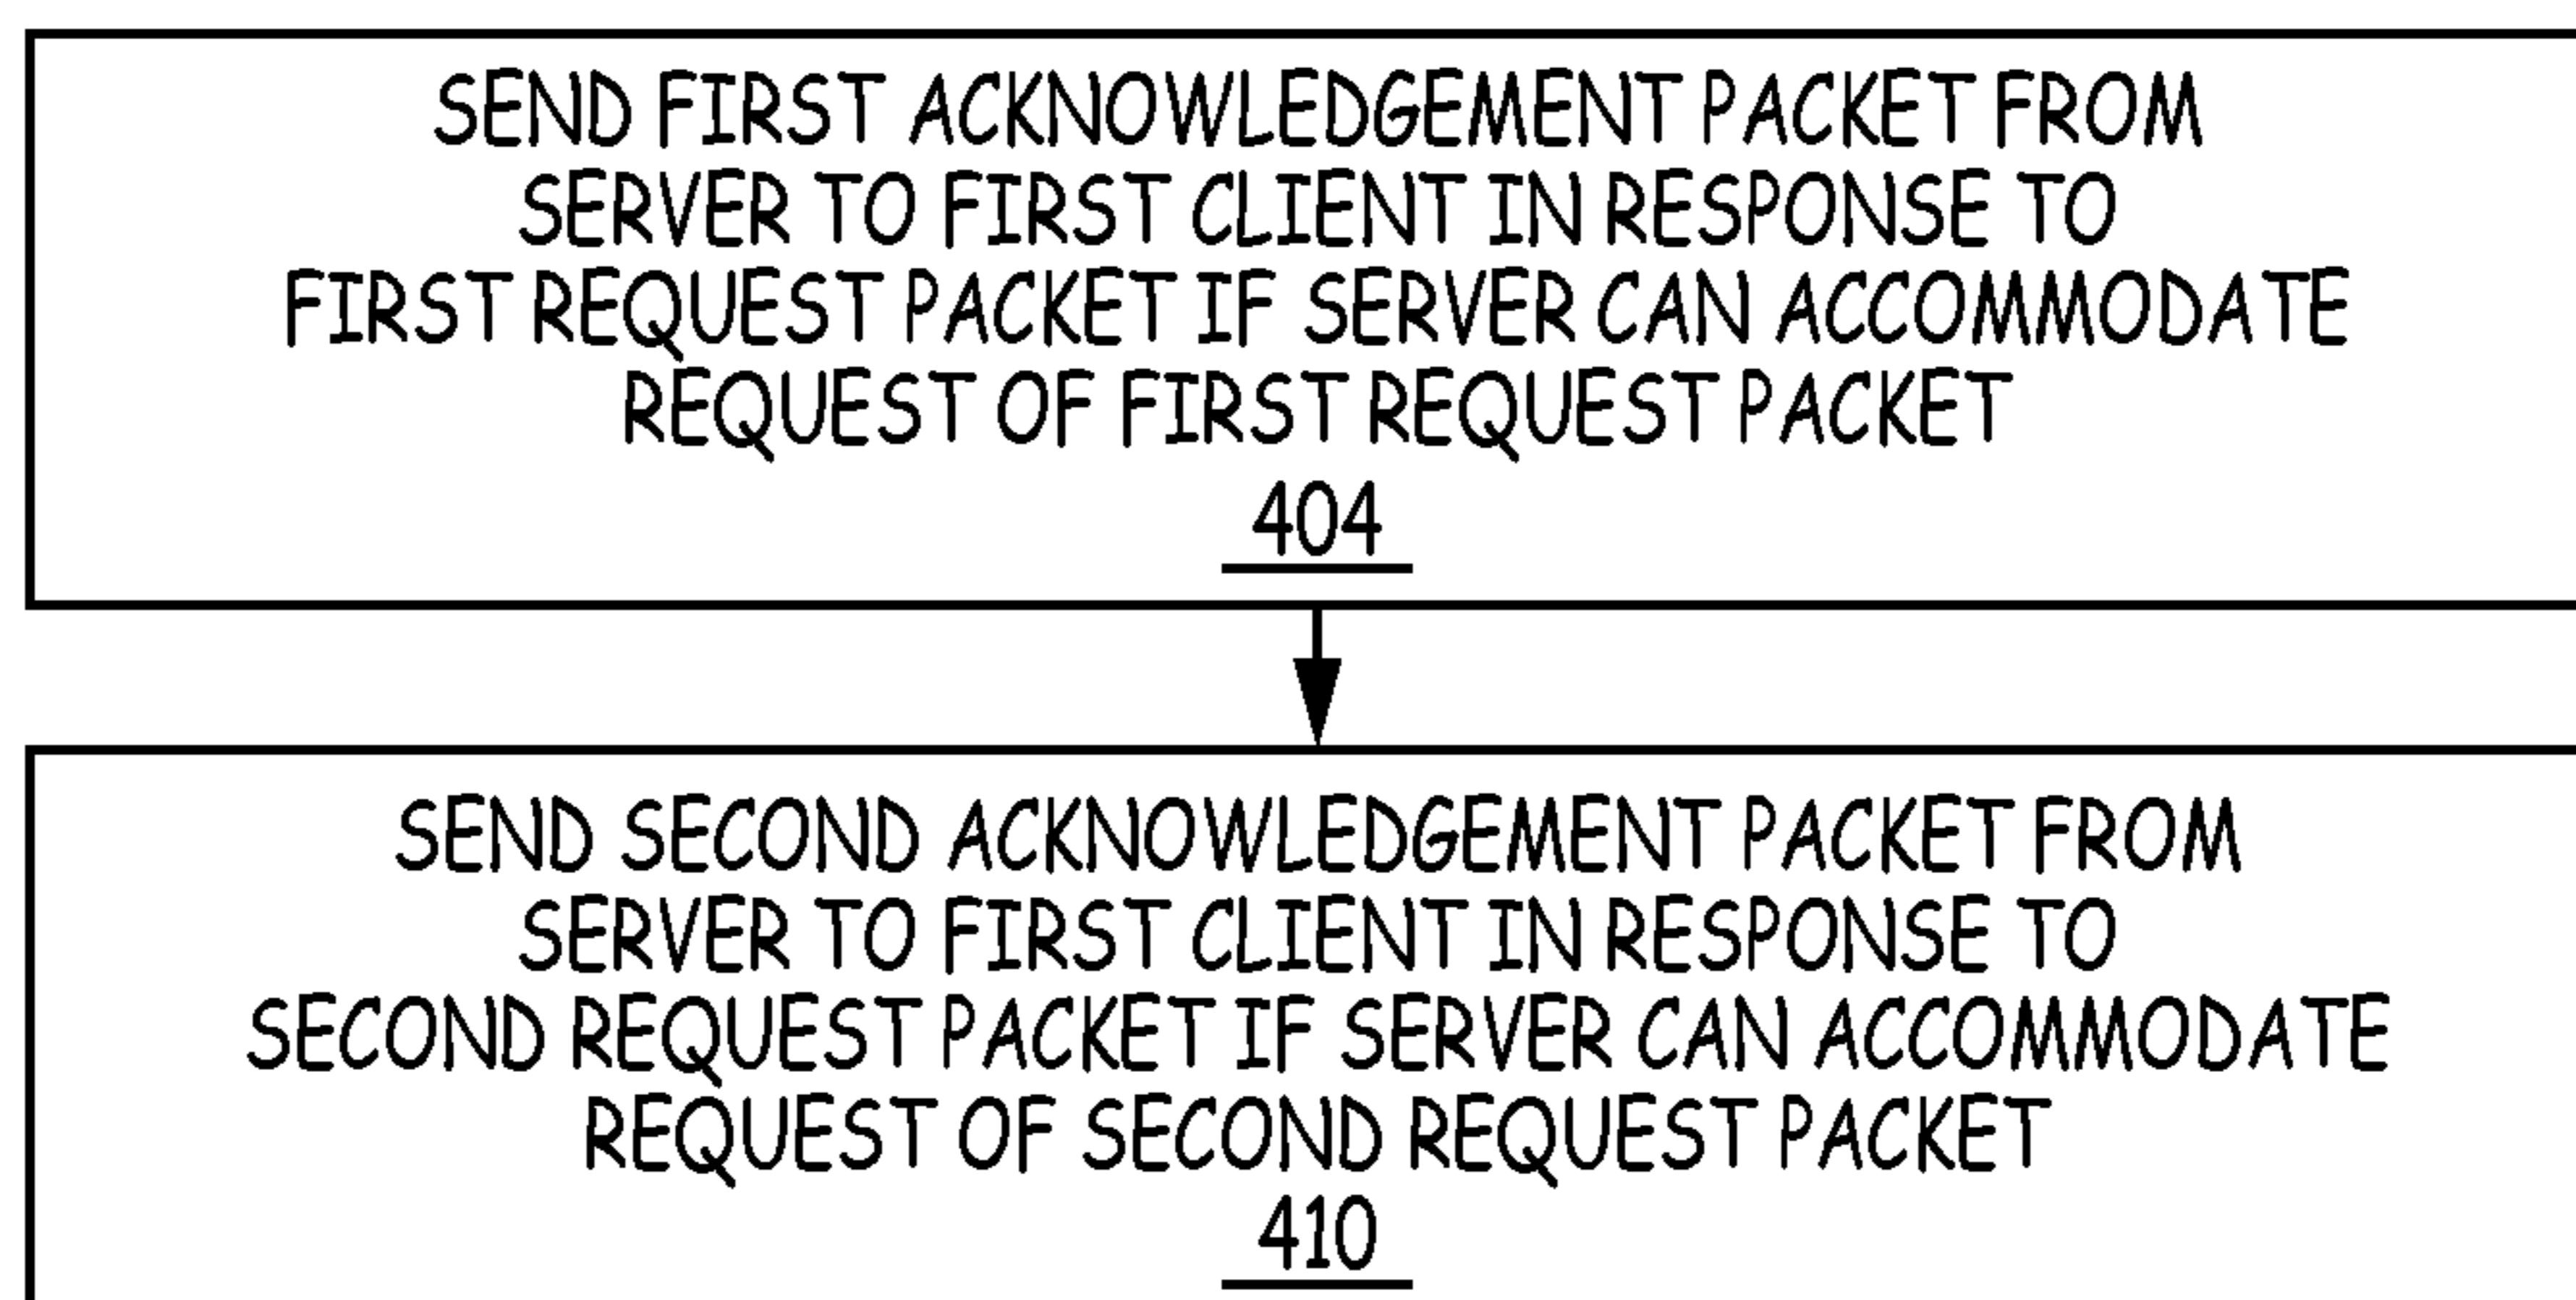 SEND FIRST ACKNOWLEDGEMENT PACKET FROM
SERVER TO FIRST CLIENT IN RESPONSE TO
FIRST REQUEST PACKET IF SERVER CAN ACCOMMODATE
REQUEST OF FIRST REQUEST PACKET
404
SEND SECOND ACKNOWLEDGEMENT PACKET FROM
SERVER TO FIRST CLIENT IN RESPONSE TO
SECOND REQUEST PACKET IF SERVER CAN ACCOMMODATE
REQUEST OF SECOND REQUEST PACKET
410